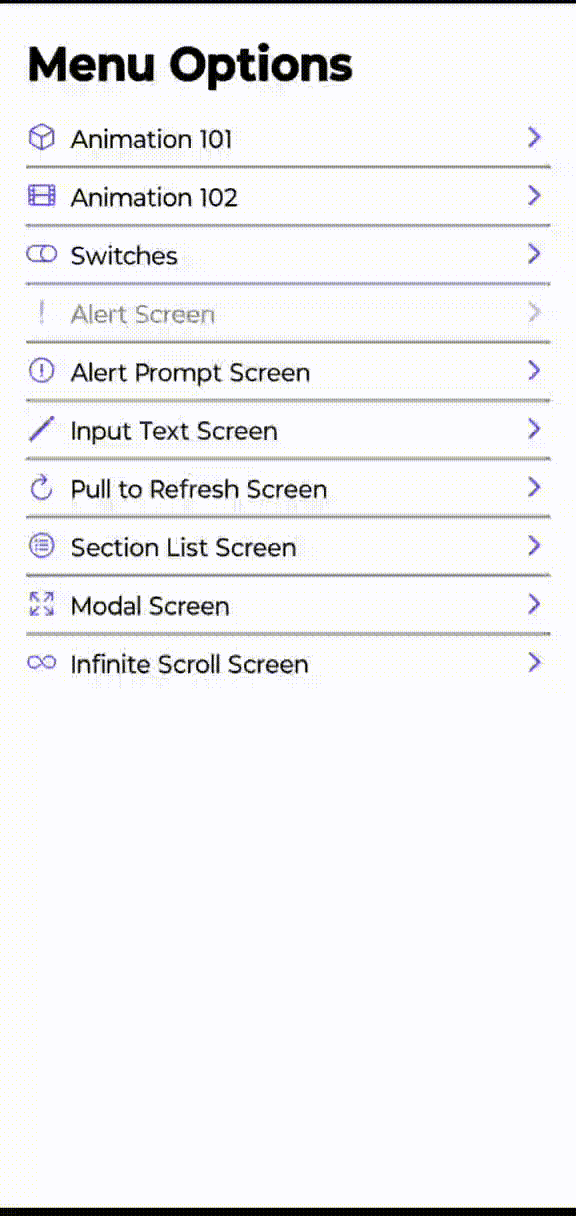 Menu Options
Animation 101
Animation 102
Switches
Alert Screen
Alert Prompt Screen
Input Text Screen
Pull to Refresh Screen
Section List Screen
Modal Screen
Infinite Scroll Screen